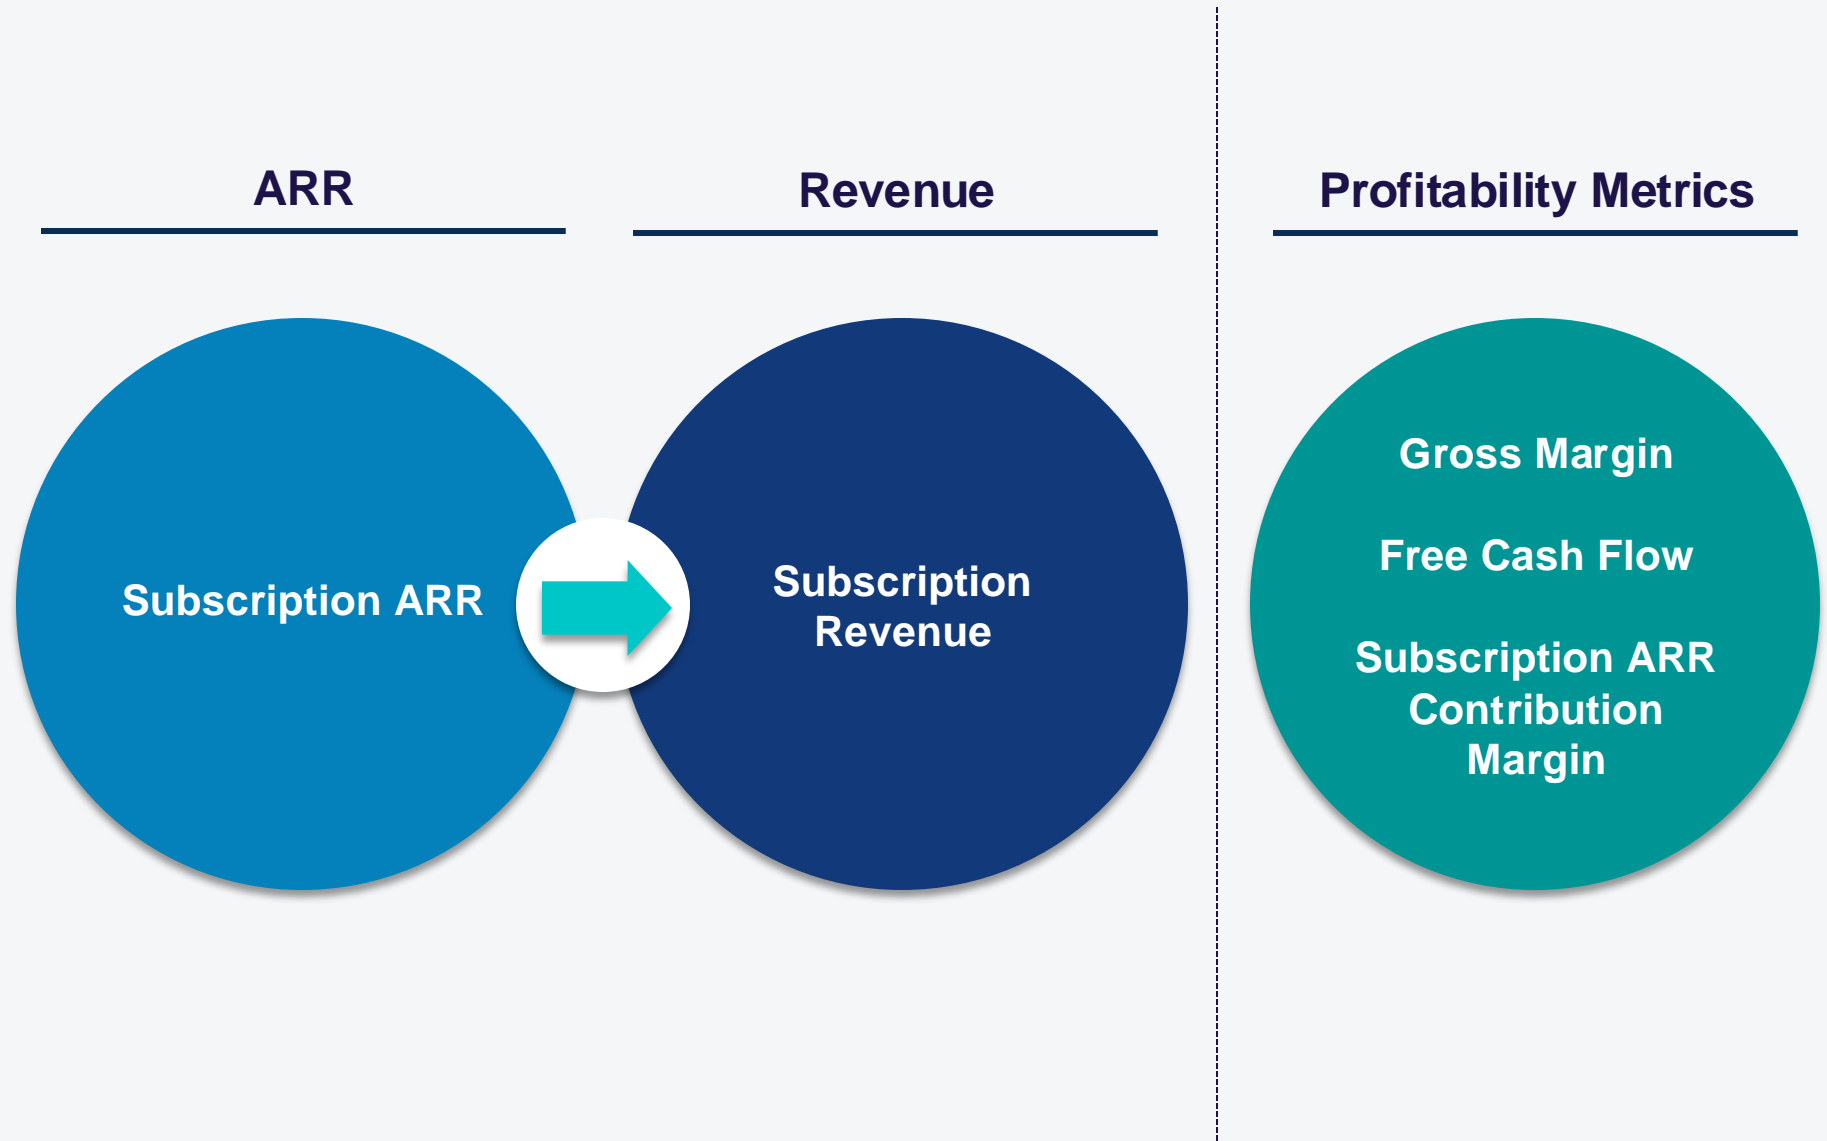 ARR
Subscription ARR
Revenue
Subscription
Revenue
Profitability Metrics
Gross Margin
Free Cash Flow
Subscription ARR
Contribution
Margin